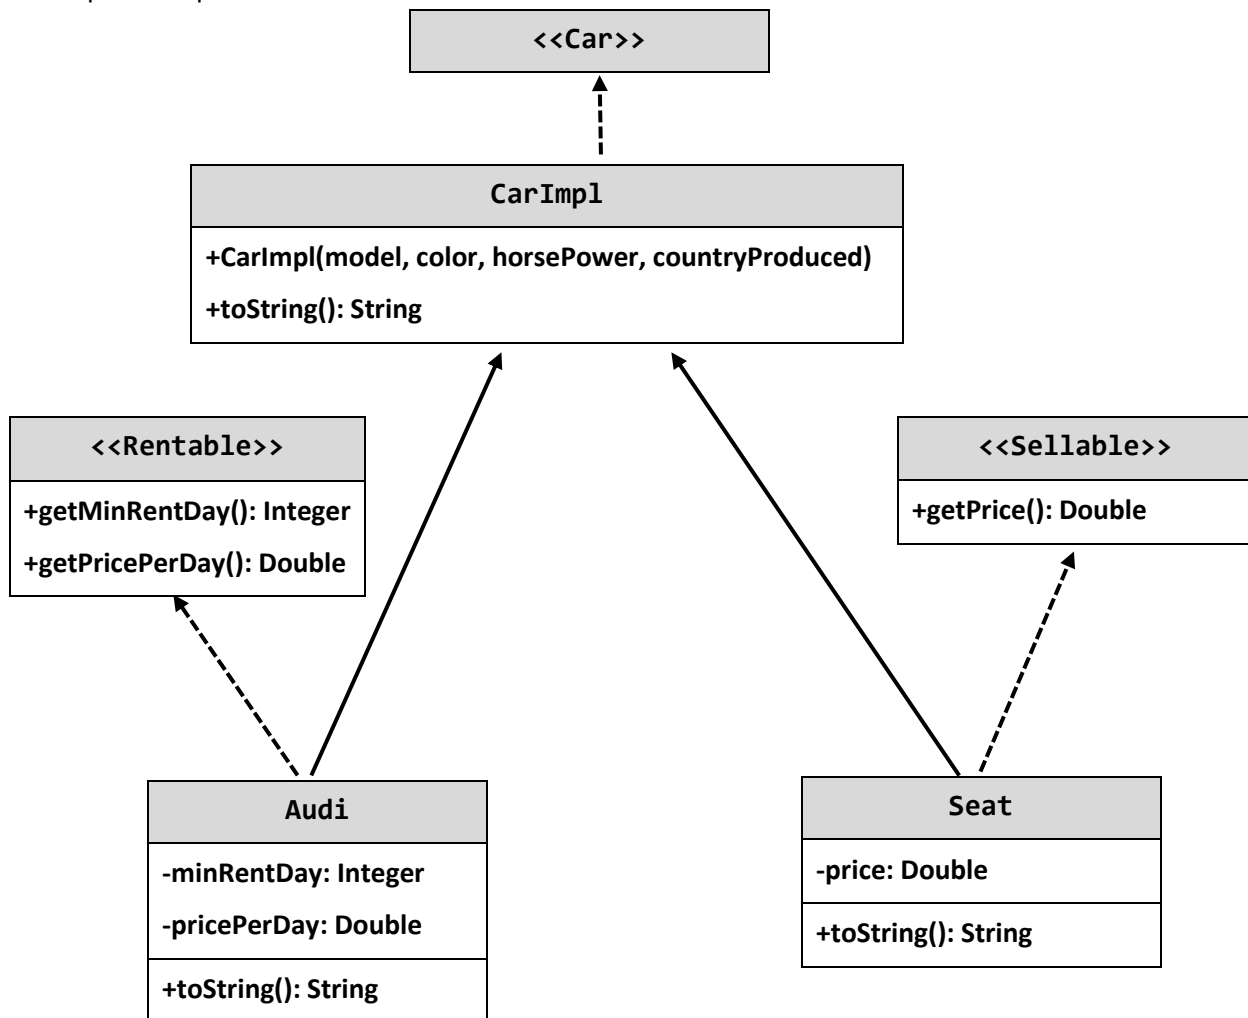 <<Car>>
CarImpl
+CarImpl(model, color, horsePower, countryProduced)
+toString(): String
<<Rentable>>
+getMinRentDay(): Integer
+getPricePerDay(): Double
<<Sellable>>
+getPrice(): Double
Audi
-minRentDay: Integer
-pricePerDay: Double
+toString(): String
Seat
-price: Double
+toString(): String